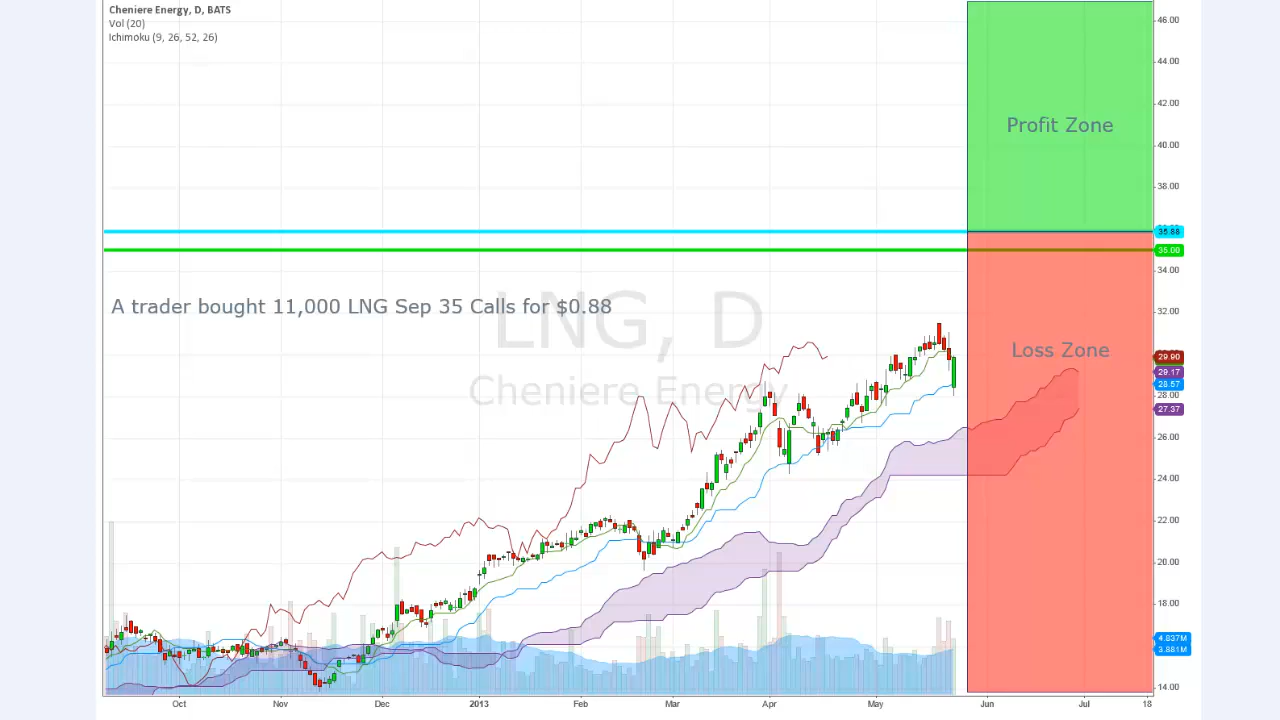 Cheniere Energy, D, BATS
Vol (20)
Ichimoku (9, 26, 52, 26)
46.00
44.00
42.00
Profit Zone
40.00
38.00
35.88
35.00
34.00
A trader bought 11,000 LNG Sep 35 Calls for $0.88
LNG, D
32.00
Loss Zone
29.90
29.17
28.57
Cheniere Energy
28.00
27.37
26.00
24.00
22.00
20.00
18.00
4.837M
3.881M
14.00
Oct Nov Dec 2013 Feb Mar Apr May Jun Jul 18